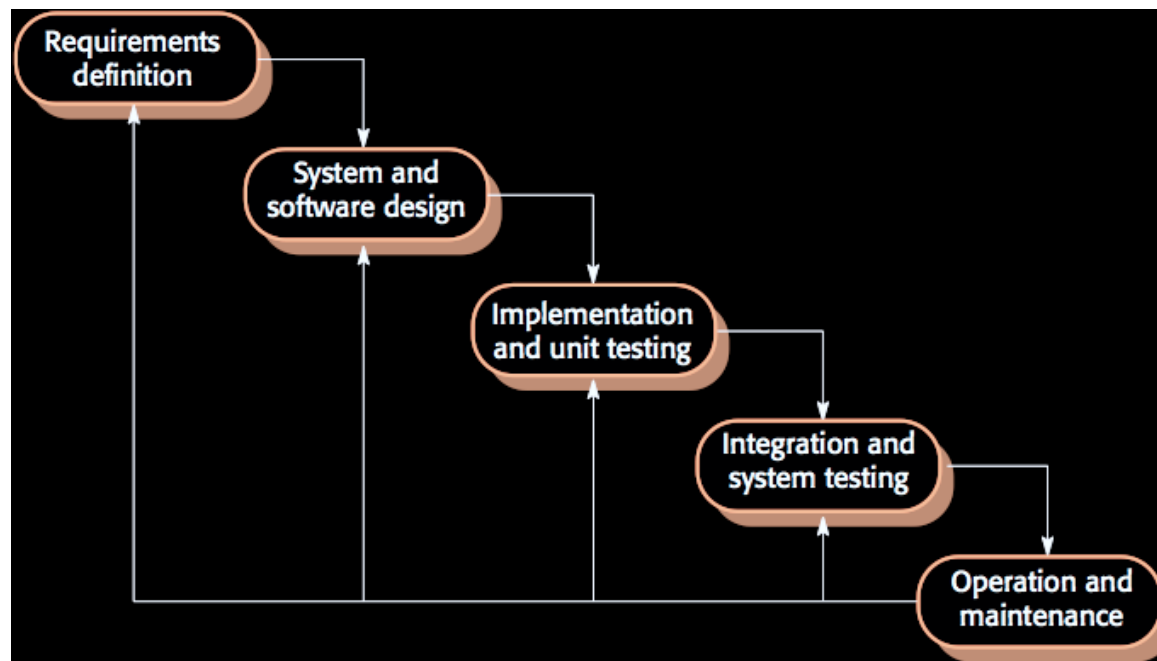 Requirements
definition
System and
software design
Implementation
and unit testing
Integration and
system testing
Operation and
maintenance